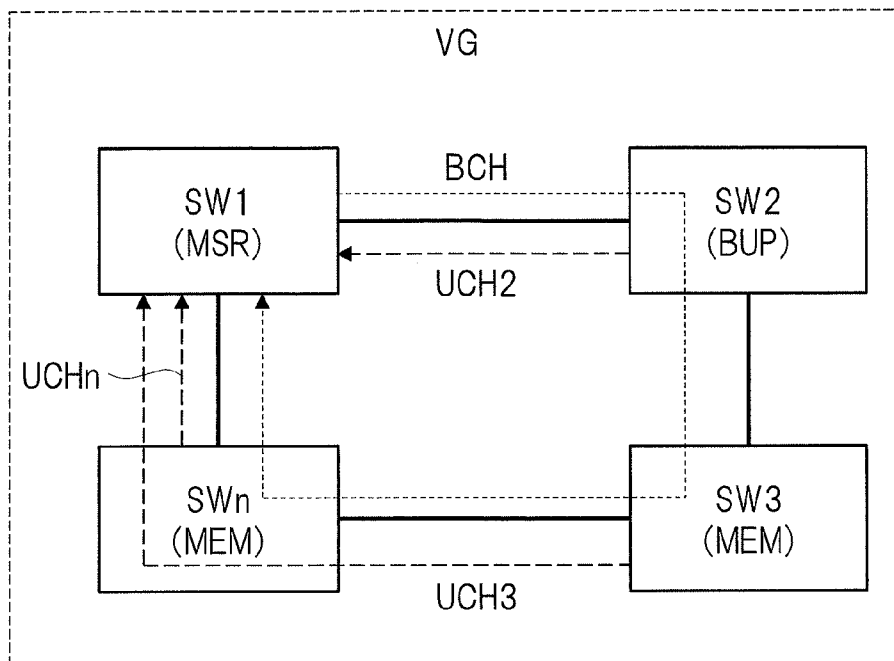 VG
BCH
SW1
(MSR)
SW2
(BUP)
UCH2
UCHn
SWn
(MEM)
SW3
(MEM)
UCH3